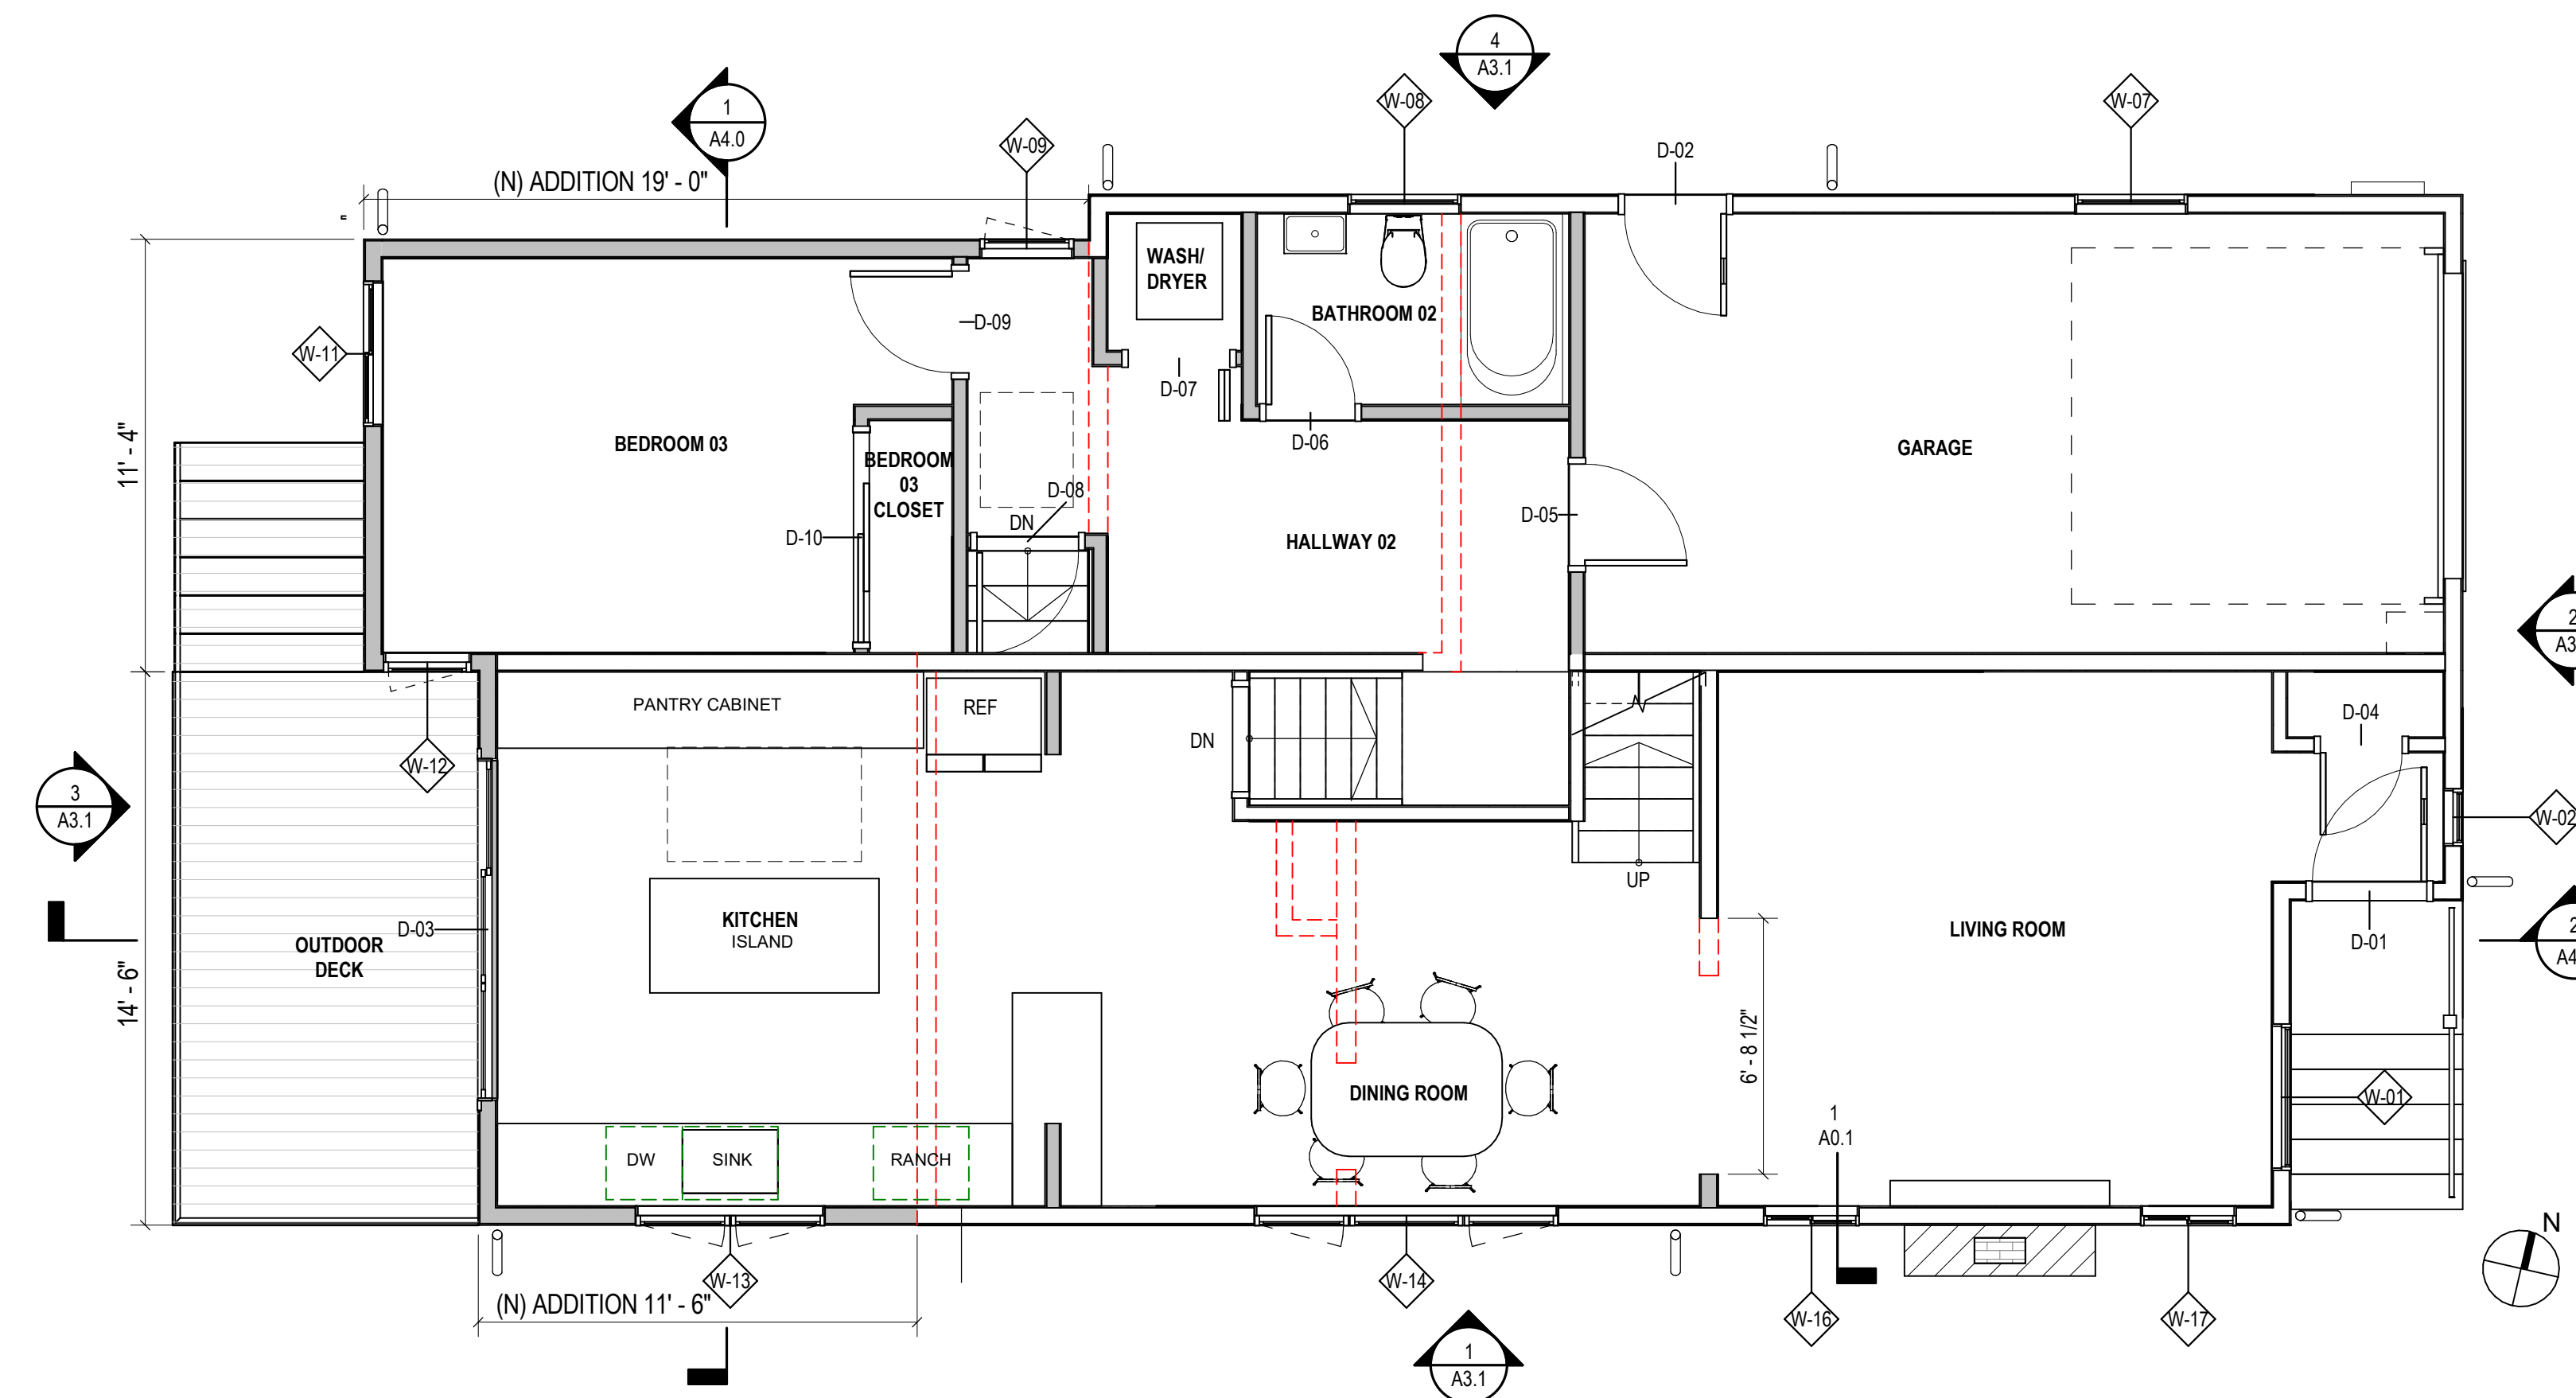 4
A3.1
1
A4.0
W-08
W-07
W-09
D-02
(N) ADDITION 19' - 0"
WASH/
DRYER
BATHROOM 02
D-09
W-11
D-07
D-06
11' - 4"
BEDROOM 03
BEDROOM
03
CLOSET
GARAGE
D-08
DN
D-05
D-10
HALLWAY 02
2
PANTRY CABINET
REF
DN
D-04
W-12
3
A3.1
W-02
UP
KITCHEN
ISLAND
D-03
OUTDOOR
DECK
LIVING ROOM
D-01
2
14' - 6"
6' - 8 1/2"
DINING ROOM
W-01
1
A0.1
DW
SINK
RANCH
N
W-13
W-14
(N) ADDITION 11' - 6"
W-16
W-17
1
A3.1